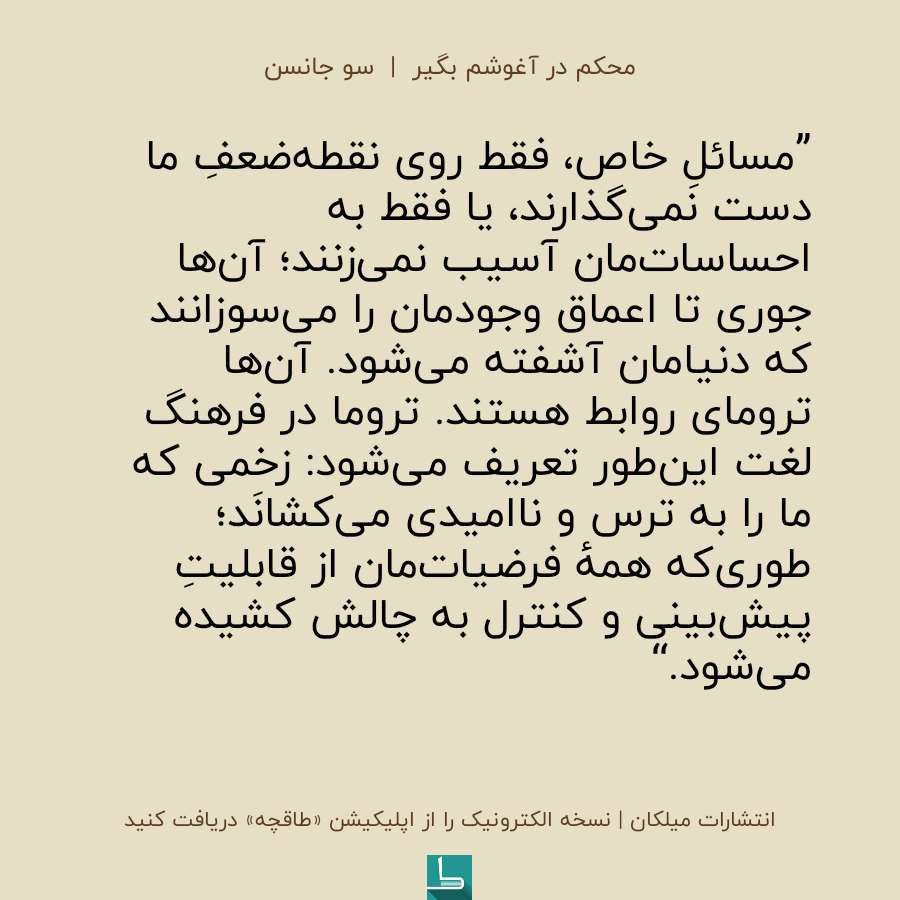 محکم در آغوشم بگیر | سو جانسن
”مسائلِ خاص، فقط روی نقطه‌ضعفِ ما
دست نَمی‌گذارند، یا فقط به
احساسات‌مان آسیب نمی‌زنند؛ آن‌ها
جوری تا اعماق وجودمان را می‌سوزانند
که دنیامان آشفته می‌شود. آن‌ها
ترومای روابط هستند. تروما در فرهنگ
لغت این‌طور تعریف می‌شود: زخمی که
ما را به ترس و ناامیدی می‌کشانَد؛
طوری‌که همهٔ فرضیات‌مان از قابلیتِ
پیش‌بینی و کنترل به چالش کشیده
می‌شود.“
انتشارات میلکان | نسخه الکترونیک را از اپلیکیشن «طاقچه» دریافت کنید